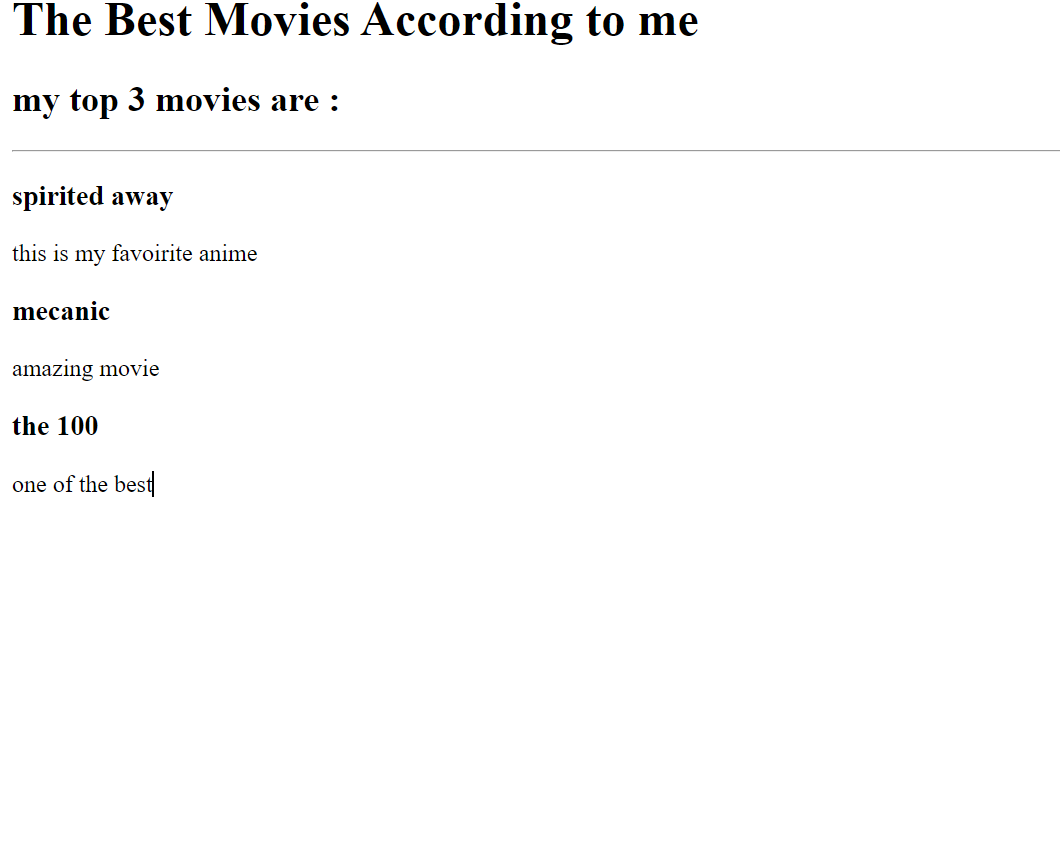 The Best Movies According to me
my top 3 movies are :
spirited away
this is my favoirite anime
mecanic
amazing movie
the 100
one of the best